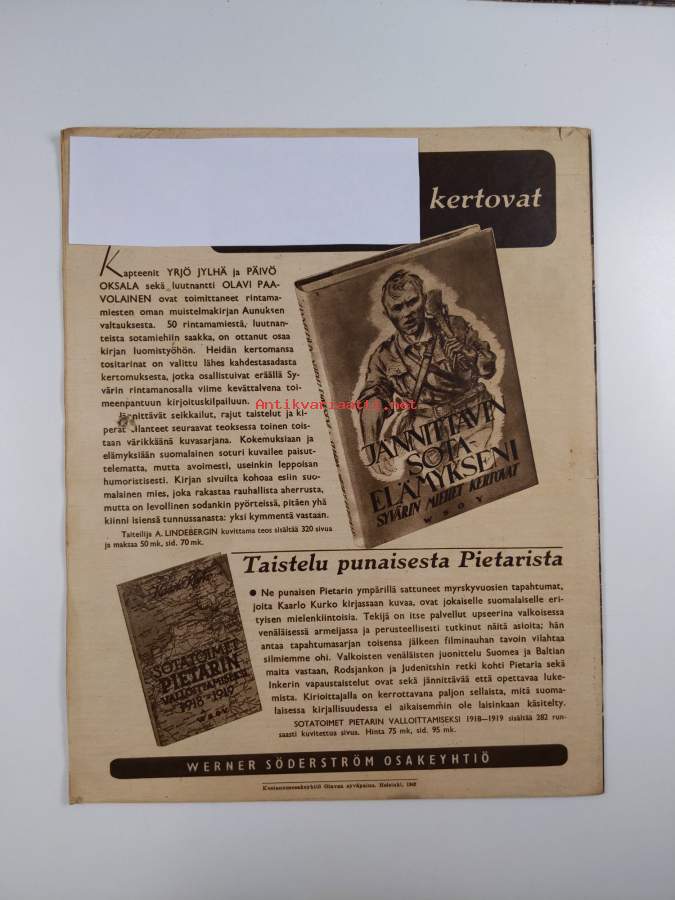 kertovat
Kapteenit YRJÖ JYLHÄ ja PÄIVÖ
OKSALA sekä luutnantti OLAVI PAA-
VOLAINEN ovat toimittaneet rintama-
miesten oman muistelmakirjan Aunuksen
valtauksesta. 50 rintamamiestä, luutnan-
teista sotamiehiin saakka, on ottanut osaa
kirjan luomistyöhön. Heidän kertomansa
tositarinat on valittu lähes kahdestasadasta
kertomuksesta, jotka osallistuivat eräällä Sy-
värin rintamanosalla viime kevättalvena toi-
meenpantuun kirjoituskilpailuun.
Jännittävät seikkailut, rajut taistelut ja ki-
perät tilanteet seuraavat teoksessa toinen tois-
taan värikkäänä kuvasarjana. Kokemuksiaan ja
elämyksiään suomalainen soturi kuvailee paisut-
telematta, mutta avoimesti, useinkin leppoisan
humoristisesti. Kirjan sivuilta kohoaa esiin suo-
malainen mies, joka rakastaa rauhallista aherrusta,
mutta on levollinen sodankin pyörteissä, pitäen yhä
kiinni isiensä tunnussanasta: yksi kymmentä vastaan.
Taiteilija A. LINDEBERGIN kuvittama teos sisältää 320 sivua
ja maksaa 50 mk, sid. 70 mk.
JÄNNITTÄVIN
SOTA-
ELÄMYKSENI
SYVÄRIN MIEHET KERTOVAT
WSOY
Antikvariaatti.net
Taistelu punaisesta Pietarista
Kaarlo Kurko
SOTATOIMET
PIETARIN
VALLOITTAMISEKSI
1918-1919
WSOY
● Ne punaisen Pietarin ympärillä sattuneet myrskyvuosien tapahtumat,
joita Kaarlo Kurko kirjassaan kuvaa, ovat jokaiselle suomalaiselle eri-
tyisen mielenkiintoisia. Tekijä on itse palvellut upseerina valkoisessa
venäläisessä armeijassa ja perusteellisesti tutkinut näitä asioita; hän
antaa tapahtumasarjan toisensa jälkeen filminauhan tavoin vilahtaa
silmiemme ohi. Valkoisten venäläisten juonittelu Suomea ja Baltian
maita vastaan, Rodsjankon ja Judenitshin retki kohti Pietaria sekä
Inkerin vapaustaistelut ovat sekä jännittävää että opettavaa luke-
mista. Kirioittajalla on kerrottavana paljon sellaista, mitä suoma-
laisessa kirjallisuudessa ei aikaisemmin ole laisinkaan käsitelty.
SOTATOIMET PIETARIN VALLOITTAMISEKSI 1918—1919 sisältää 282 run-
saasti kuvitettua sivua. Hinta 75 mk, sid. 95 mk.
WERNER SÖDERSTRÖM OSAKEYHTIÖ
Kustannusosakeyhtiö Otavan syväpaino. Helsinki, 1942